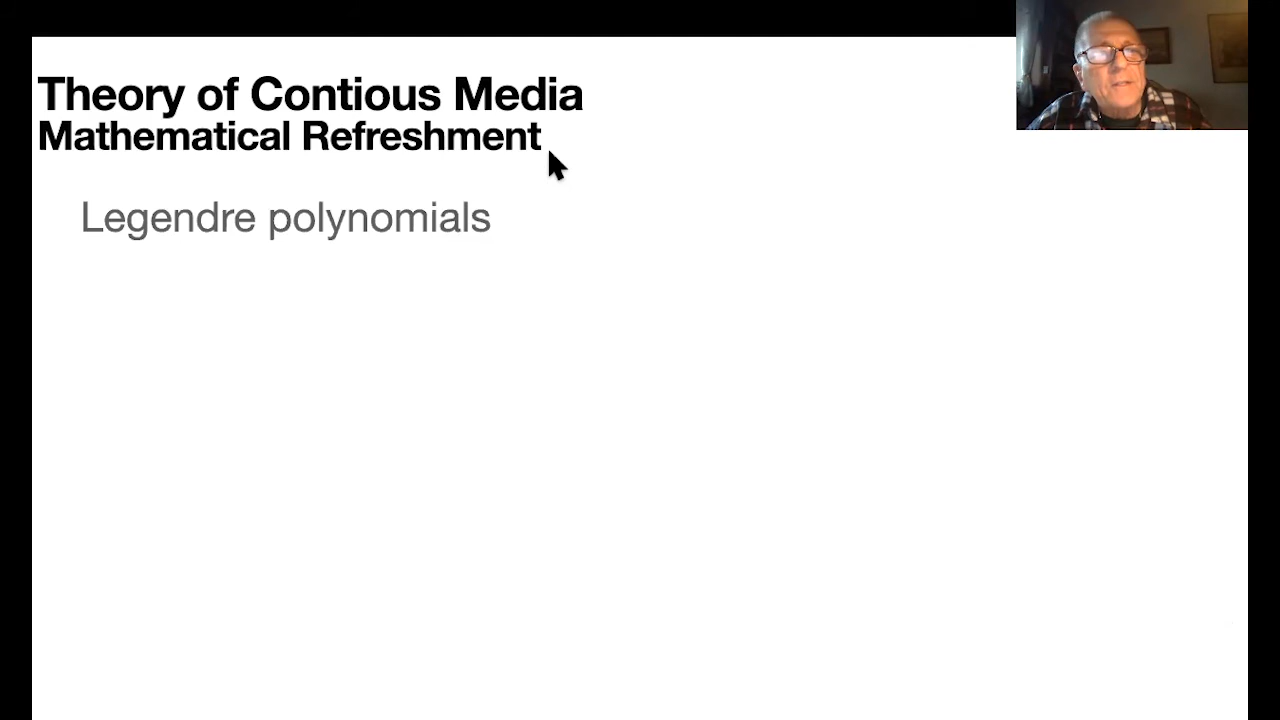 Theory of Contious Media
Mathematical Refreshment
Legendre polynomials